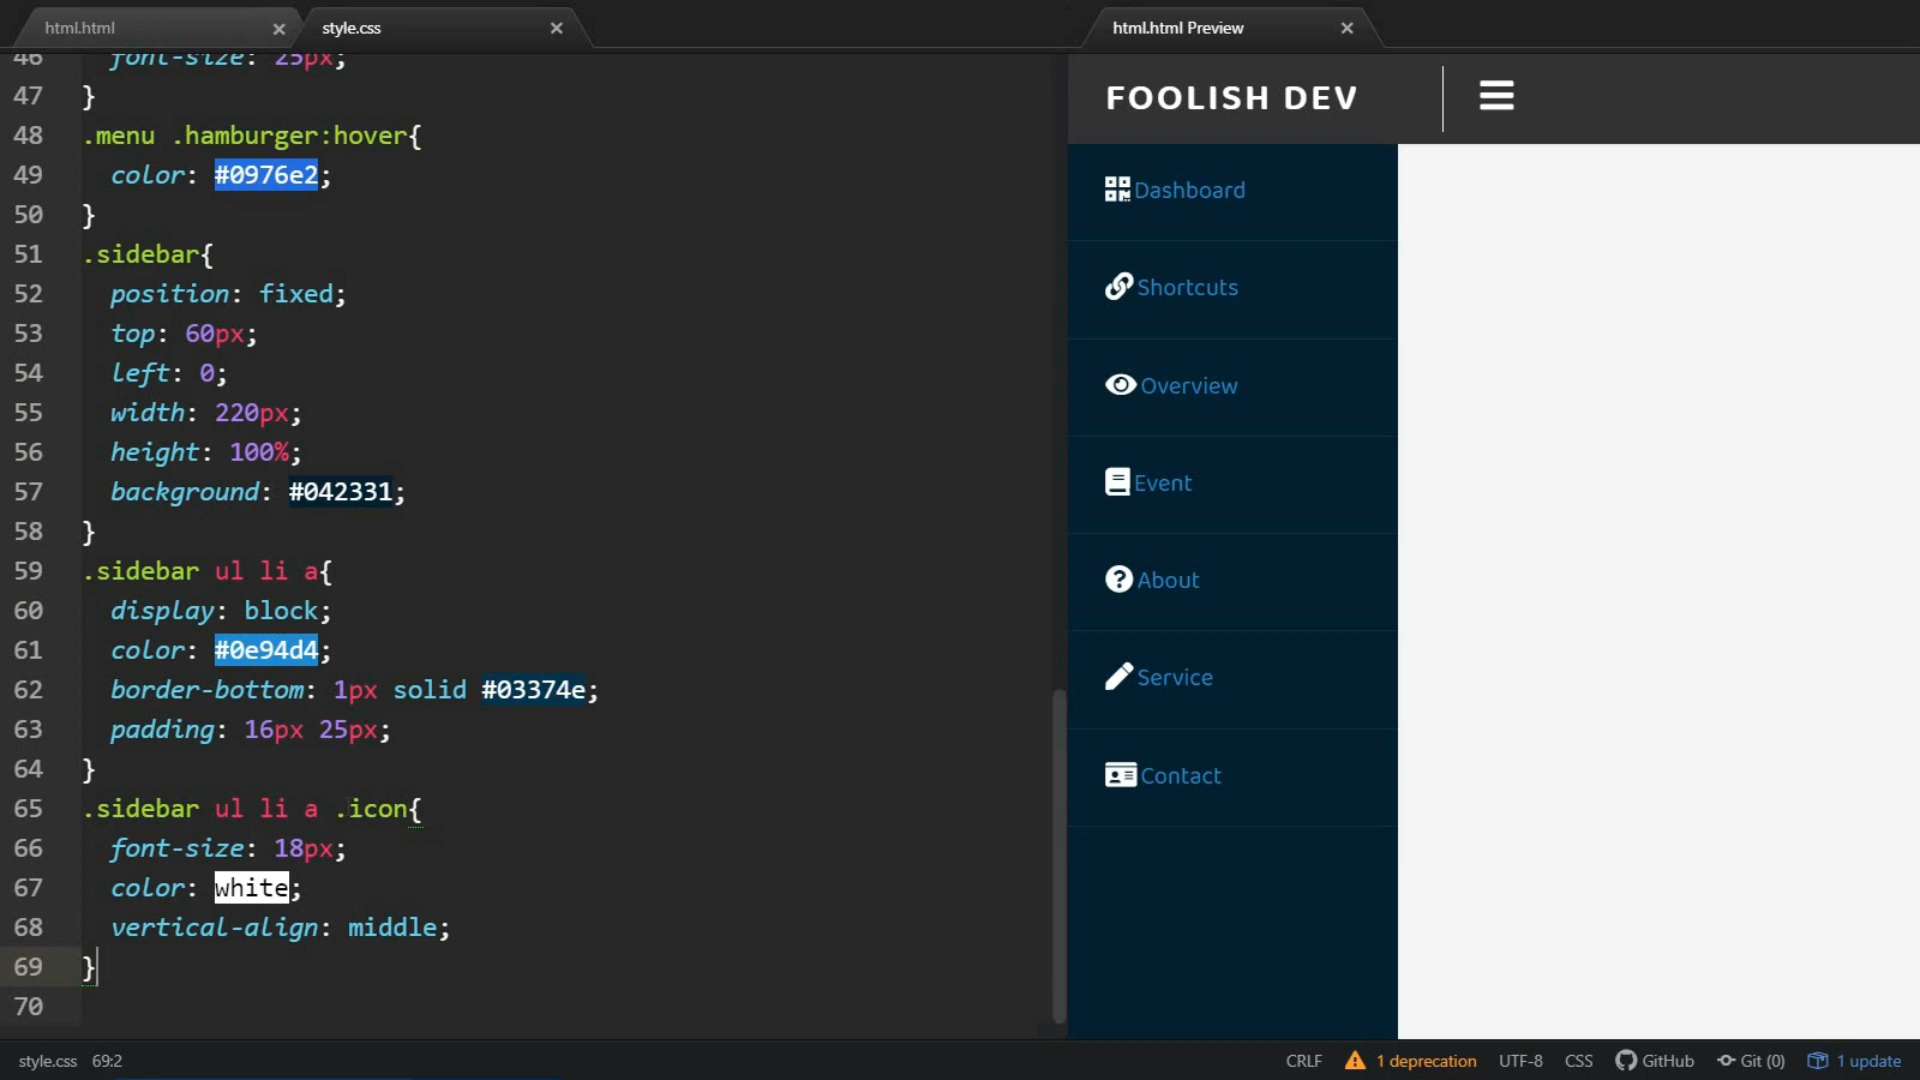 html.html
style.css
html.html Preview
46 font-size: 25px;
47 }
48 .menu .hamburger:hover{
49 color: #0976e2;
50 }
51 .sidebar{
52 position: fixed;
53 top: 60px;
54 left: 0;
55 width: 220px;
56 height: 100%;
57 background: #042331;
58 }
59 .sidebar ul li a{
60 display: block;
61 color: #0e94d4;
62 border-bottom: 1px solid #03374e;
63 padding: 16px 25px;
64 }
65 .sidebar ul li a .icon{
66 font-size: 18px;
67 color: white;
68 vertical-align: middle;
69 }
70
FOOLISH DEV
Dashboard
Shortcuts
Overview
Event
About
Service
Contact
style.css 69:2
CRLF 1 deprecation UTF-8 CSS GitHub Git (0) 1 update